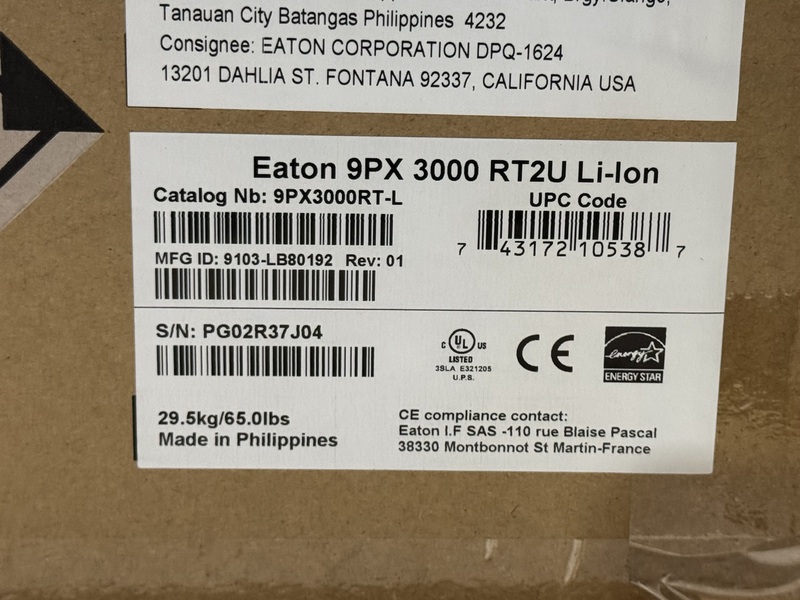 Tanauan City Batangas Philippines 4232
Consignee: EATON CORPORATION DPQ-1624
13201 DAHLIA ST. FONTANA 92337, CALIFORNIA USA
Eaton 9PX 3000 RT2U Li-Ion
Catalog Nb: 9PX3000RT-L
UPC Code
7 43172 10538 7
MFG ID: 9103-LB80192 Rev: 01
S/N: PG02R37J04
C UL US
LISTED
3SLA E321205
U.P.S.
CE
energy
ENERGY STAR
29.5kg/65.0lbs
Made in Philippines
CE compliance contact:
Eaton I.F SAS -110 rue Blaise Pascal
38330 Montbonnot St Martin-France